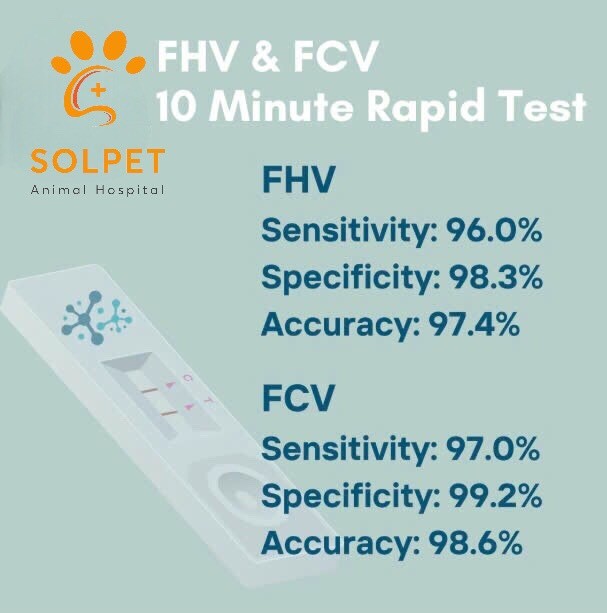 FHV & FCV
10 Minute Rapid Test
SOLPET
Animal Hospital
FHV
Sensitivity: 96.0%
Specificity: 98.3%
Accuracy: 97.4%
C
T
FCV
Sensitivity: 97.0%
Specificity: 99.2%
Accuracy: 98.6%